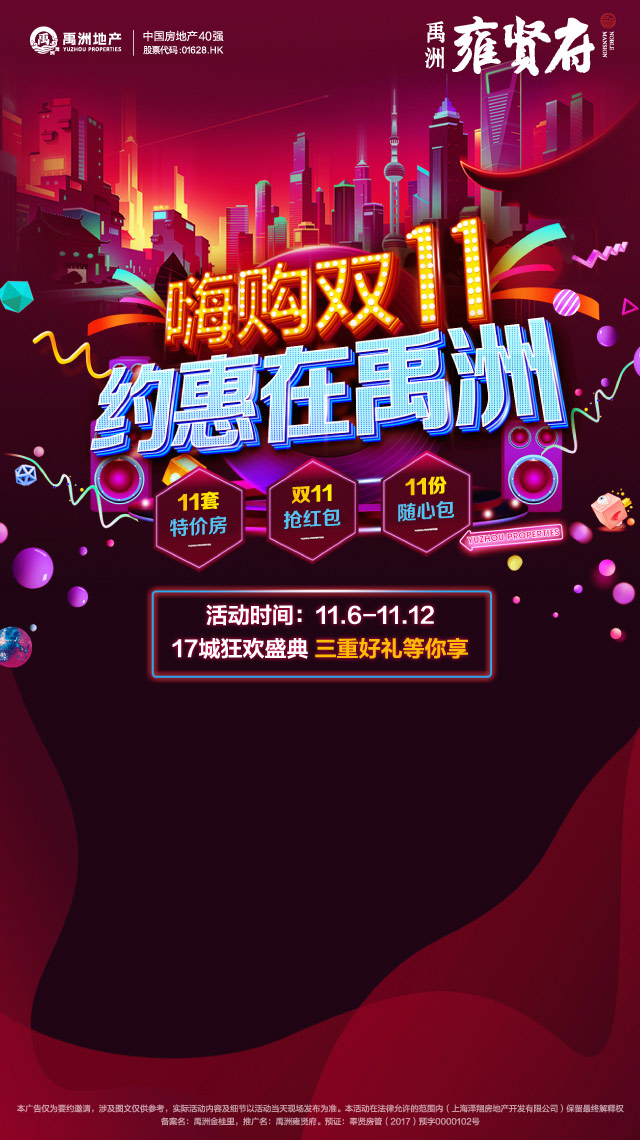 禹洲地产
YUZHOU PROPERTIES
中国房地产40强
股票代码:01628.HK
禹洲 雍贤府
NOBLE MANSION
嗨购双11
约惠在禹洲
11套
特价房
双11
抢红包
11份
随心包
YUZHOU PROPERTIES
活动时间：11.6-11.12
17城狂欢盛典 三重好礼等你享
本广告仅为要约邀请，涉及图文仅供参考，实际活动内容及细节以活动当天现场发布为准。本活动在法律允许的范围内（上海泽翔房地产开发有限公司）保留最终解释权
备案名：禹洲金桂里，推广名：禹洲雍贤府。预证：奉贤房管（2017）预字0000102号